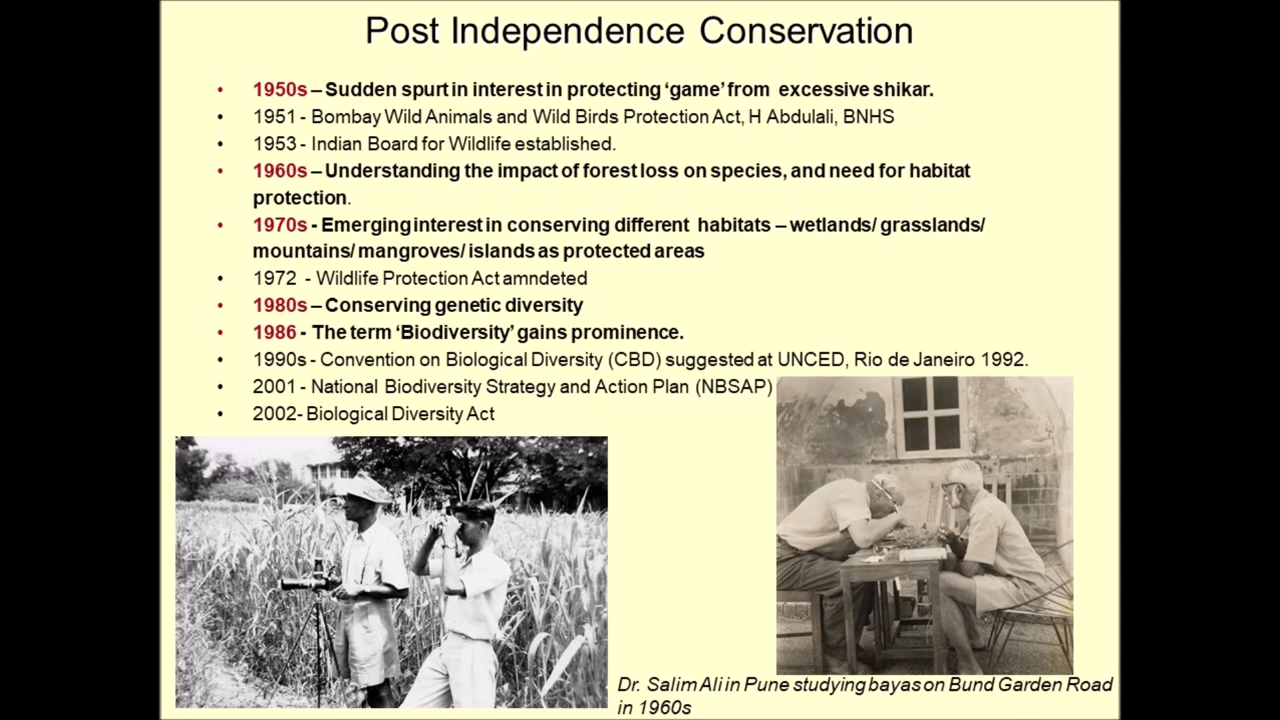 Post Independence Conservation
• 1950s – Sudden spurt in interest in protecting ‘game’ from excessive shikar.
• 1951 - Bombay Wild Animals and Wild Birds Protection Act, H Abdulali, BNHS
• 1953 - Indian Board for Wildlife established.
• 1960s – Understanding the impact of forest loss on species, and need for habitat
protection.
• 1970s - Emerging interest in conserving different habitats – wetlands/ grasslands/
mountains/ mangroves/ islands as protected areas
• 1972 - Wildlife Protection Act amndeted
• 1980s – Conserving genetic diversity
• 1986 - The term ‘Biodiversity’ gains prominence.
• 1990s - Convention on Biological Diversity (CBD) suggested at UNCED, Rio de Janeiro 1992.
• 2001 - National Biodiversity Strategy and Action Plan (NBSAP)
• 2002- Biological Diversity Act
Dr. Salim Ali in Pune studying bayas on Bund Garden Road
in 1960s